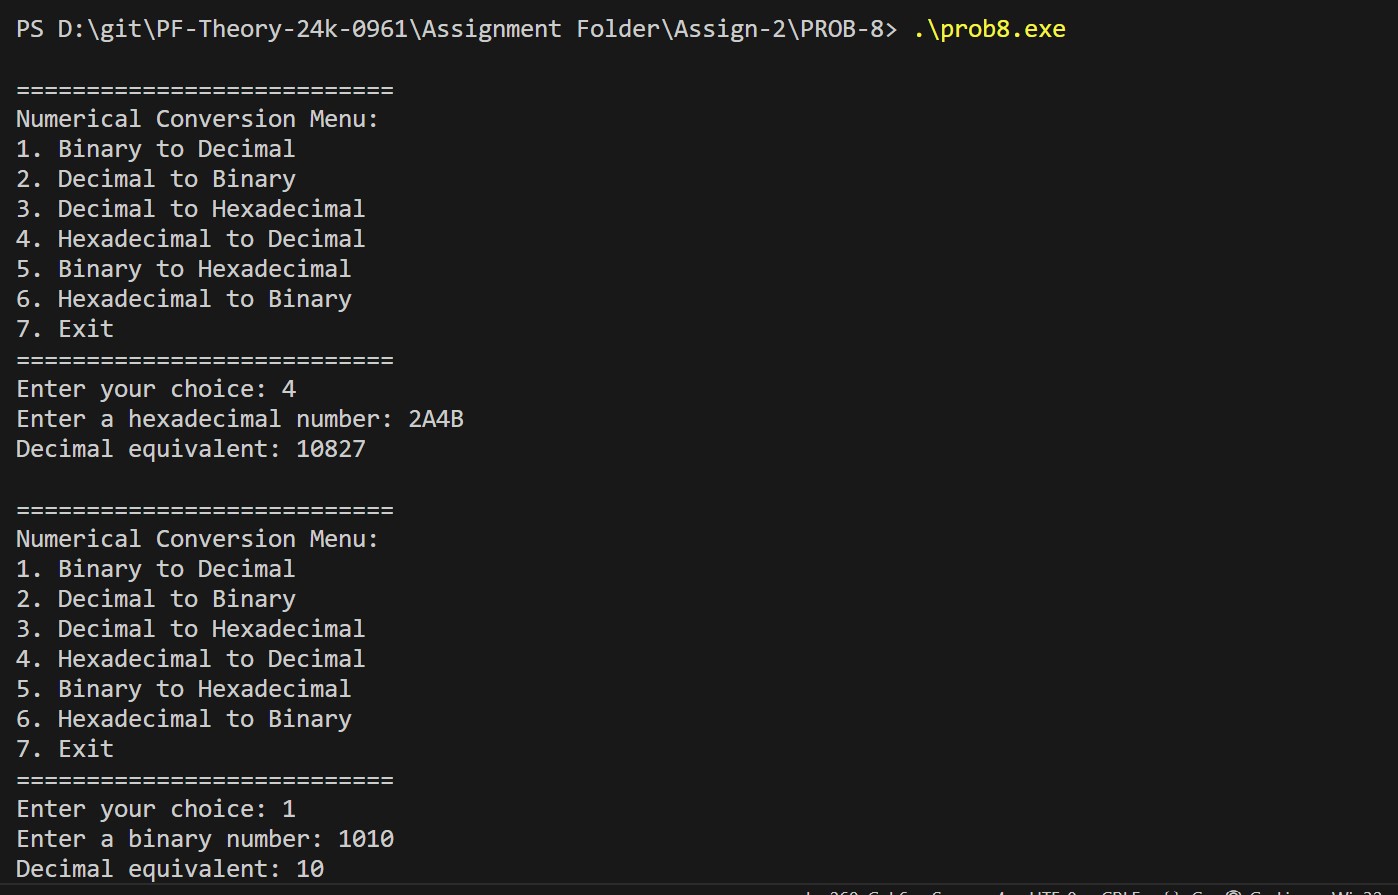 PS D:\git\PF-Theory-24k-0961\Assignment Folder\Assign-2\PROB-8> .\prob8.exe
===========================
Numerical Conversion Menu:
1. Binary to Decimal
2. Decimal to Binary
3. Decimal to Hexadecimal
4. Hexadecimal to Decimal
5. Binary to Hexadecimal
6. Hexadecimal to Binary
7. Exit
===========================
Enter your choice: 4
Enter a hexadecimal number: 2A4B
Decimal equivalent: 10827
===========================
Numerical Conversion Menu:
1. Binary to Decimal
2. Decimal to Binary
3. Decimal to Hexadecimal
4. Hexadecimal to Decimal
5. Binary to Hexadecimal
6. Hexadecimal to Binary
7. Exit
===========================
Enter your choice: 1
Enter a binary number: 1010
Decimal equivalent: 10